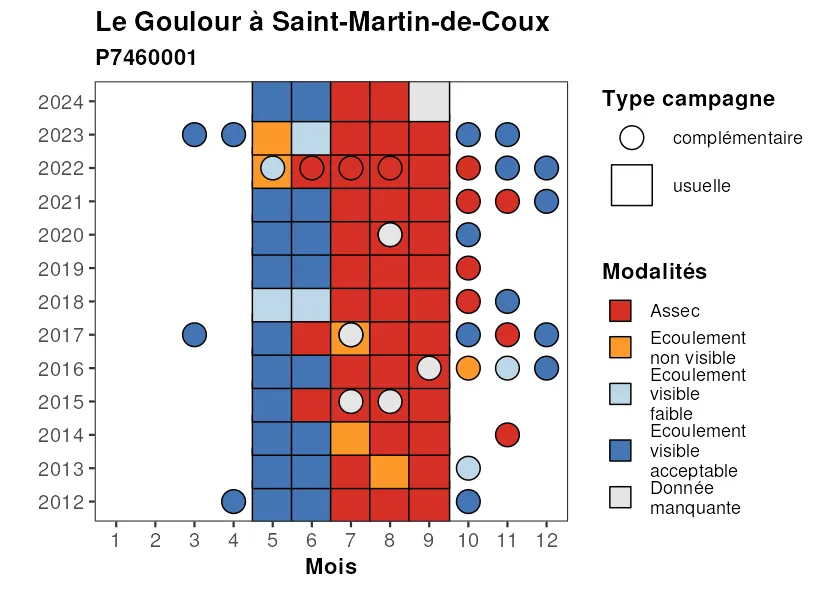 Le Goulour à Saint-Martin-de-Coux
P7460001
2024
2023
2022
2021
2020
2019
2018
2017
2016
2015
2014
2013
2012
1 2 3 4 5 6 7 8 9 10 11 12
Mois
Type campagne
complémentaire
usuelle
Modalités
Assec
Ecoulement
non visible
Ecoulement
visible
faible
Ecoulement
visible
acceptable
Donnée
manquante